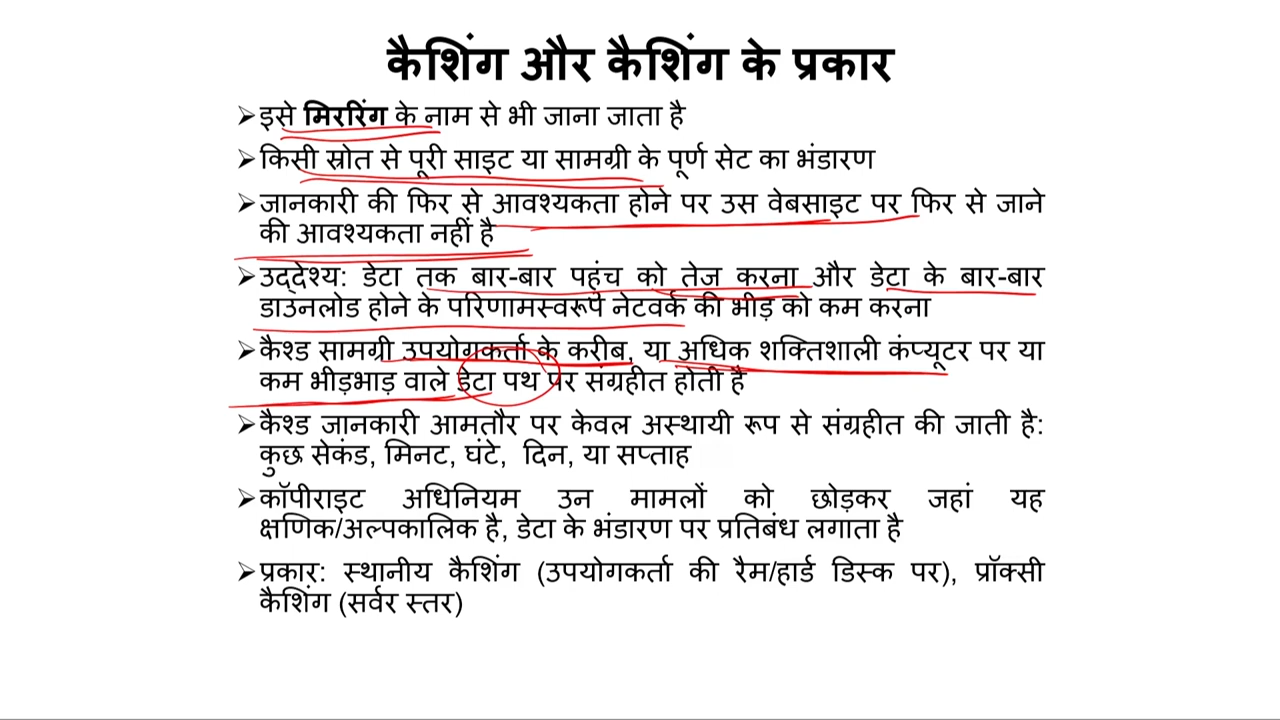 कैशिंग और कैशिंग के प्रकार
➢इसे मिररिंग के नाम से भी जाना जाता है
➢किसी स्रोत से पूरी साइट या सामग्री के पूर्ण सेट का भंडारण
➢जानकारी की फिर से आवश्यकता होने पर उस वेबसाइट पर फिर से जाने
की आवश्यकता नहीं है
➢उद्देश्य: डेटा तक बार-बार पहुंच को तेज करना और डेटा के बार-बार
डाउनलोड होने के परिणामस्वरूप नेटवर्क की भीड़ को कम करना
➢कैश्ड सामग्री उपयोगकर्ता के करीब, या अधिक शक्तिशाली कंप्यूटर पर या
कम भीड़भाड़ वाले डेटा पथ पर संग्रहीत होती है
➢कैश्ड जानकारी आमतौर पर केवल अस्थायी रूप से संग्रहीत की जाती है:
कुछ सेकंड, मिनट, घंटे, दिन, या सप्ताह
➢कॉपीराइट अधिनियम उन मामलों को छोड़कर जहां यह
क्षणिक/अल्पकालिक है, डेटा के भंडारण पर प्रतिबंध लगाता है
➢प्रकार: स्थानीय कैशिंग (उपयोगकर्ता की रैम/हार्ड डिस्क पर), प्रॉक्सी
कैशिंग (सर्वर स्तर)